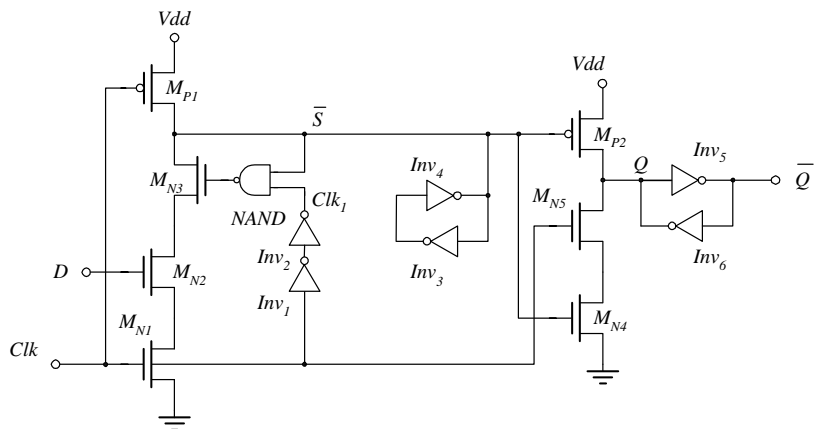 Vdd
M_P1
S̅
Vdd
M_P2
Inv_4
Q
Inv_5
Q̅
M_N3
M_N5
NAND
Clk_1
D
M_N2
Inv_2
Inv_3
Inv_6
Inv_1
M_N1
M_N4
Clk